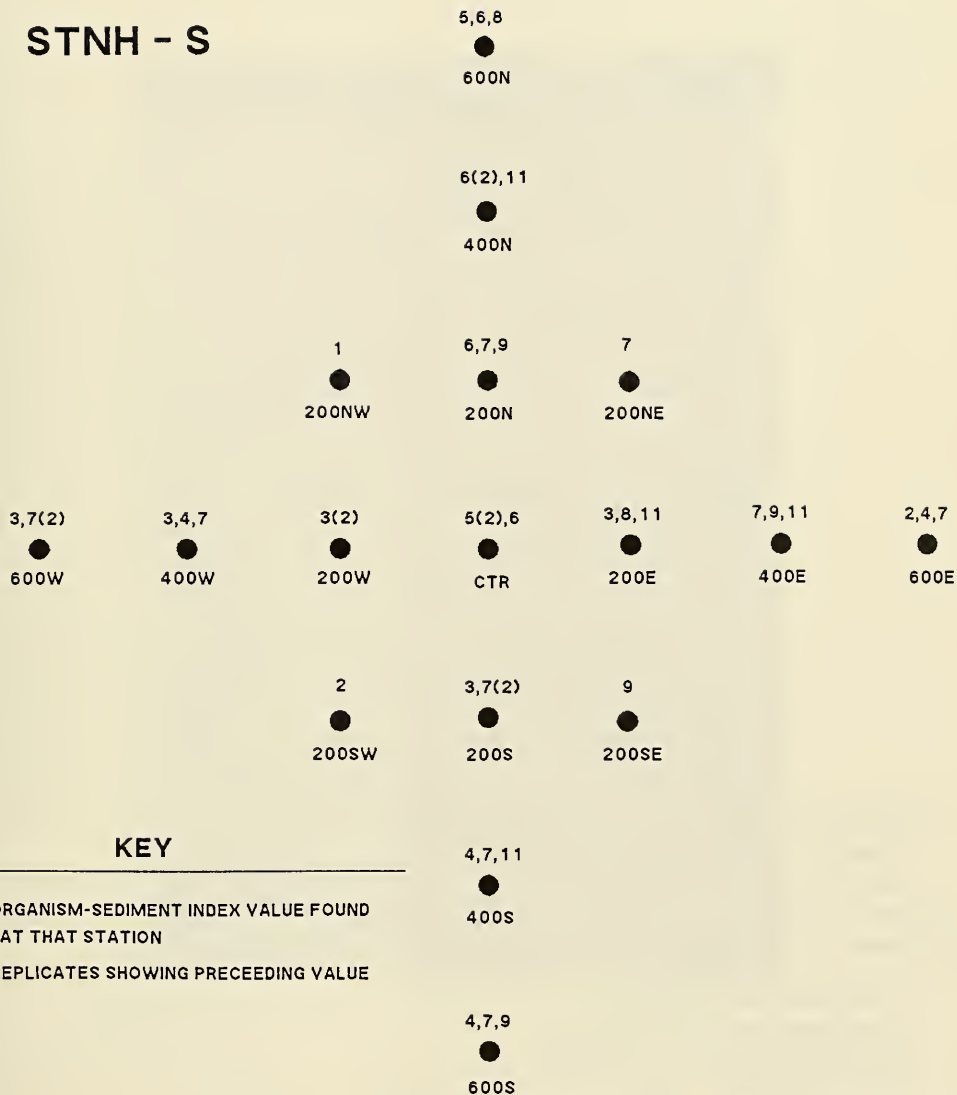 STNH - S
5,6,8
600N
6(2),11
400N
1 6,7,9 7
200NW 200N 200NE
3,7(2) 3,4,7 3(2) 5(2),6 3,8,11 7,9,11 2,4,7
600W 400W 200W CTR 200E 400E 600E
2 3,7(2) 9
200SW 200S 200SE
KEY
4,7,11
400S
RGANISM-SEDIMENT INDEX VALUE FOUND
AT THAT STATION
EPLICATES SHOWING PRECEEDING VALUE
4,7,9
600S